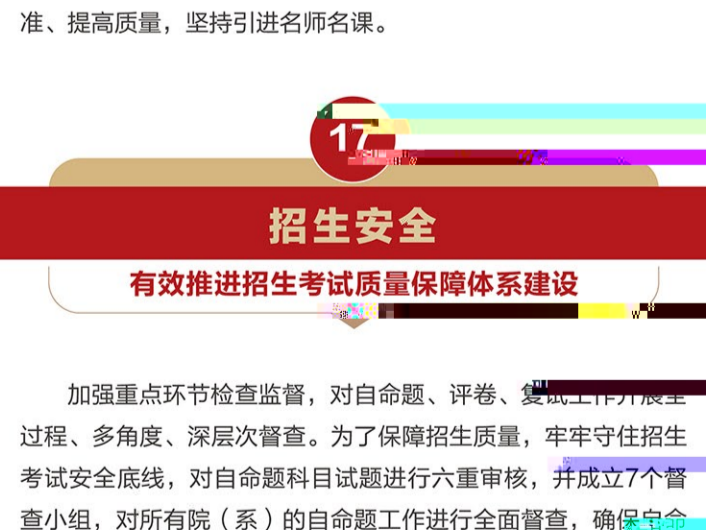 准、提高质量，坚持引进名师名课。
17
招生安全
有效推进招生考试质量保障体系建设
加强重点环节检查监督，对自命题、评卷、复试工作开展全
过程、多角度、深层次督查。为了保障招生质量，牢牢守住招生
考试安全底线，对自命题科目试题进行六重审核，并成立7个督
查小组，对所有院（系）的自命题工作进行全面督查，确保自命